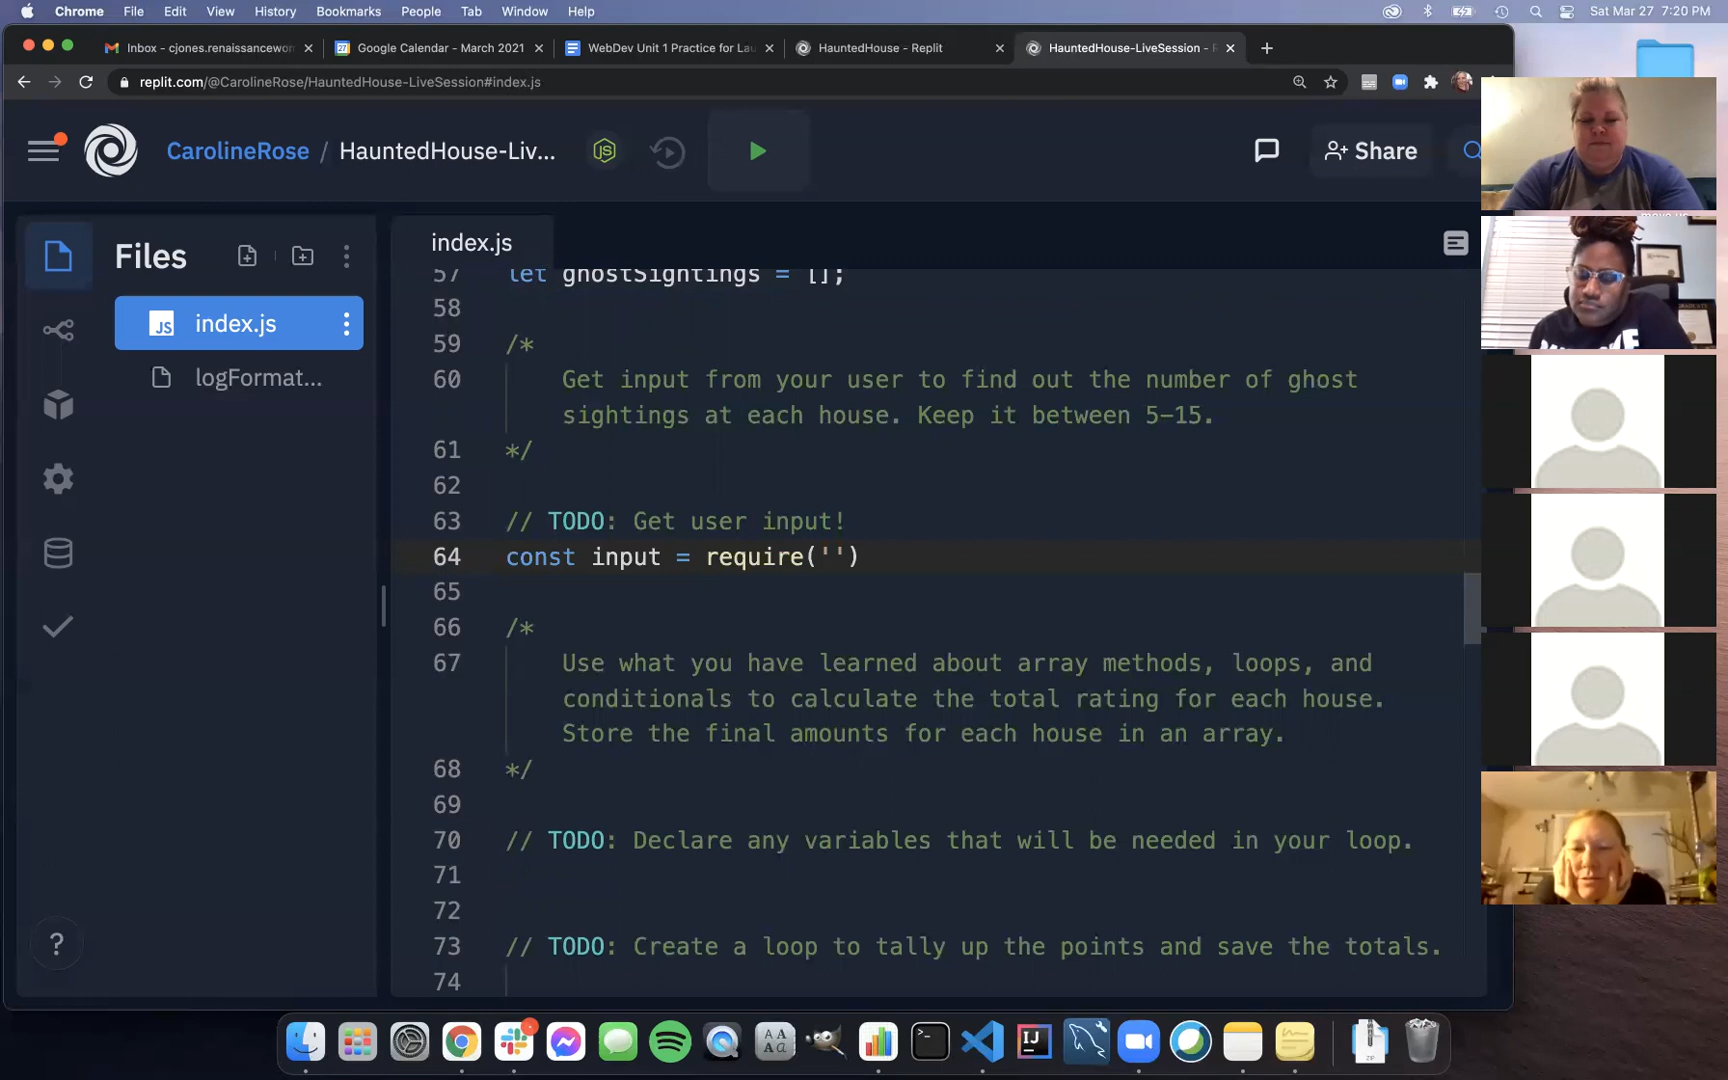 Chrome File Edit View History Bookmarks People Tab Window Help Sat Mar 27 7:20 PM
Inbox - cjones.renaissancewon
27 Google Calendar - March 2021
WebDev Unit 1 Practice for Lau
HauntedHouse - Replit
HauntedHouse-LiveSession - R
replit.com/@CarolineRose/HauntedHouse-LiveSession#index.js
CarolineRose / HauntedHouse-Liv...
Share
Files
index.js
JS index.js
logFormat...
57 let ghostSightings = [];
58
59 /*
60 Get input from your user to find out the number of ghost
sightings at each house. Keep it between 5-15.
61 */
62
63 // TODO: Get user input!
64 const input = require('')
65
66 /*
67 Use what you have learned about array methods, loops, and
conditionals to calculate the total rating for each house.
Store the final amounts for each house in an array.
68 */
69
70 // TODO: Declare any variables that will be needed in your loop.
71
72
73 // TODO: Create a loop to tally up the points and save the totals.
74
?